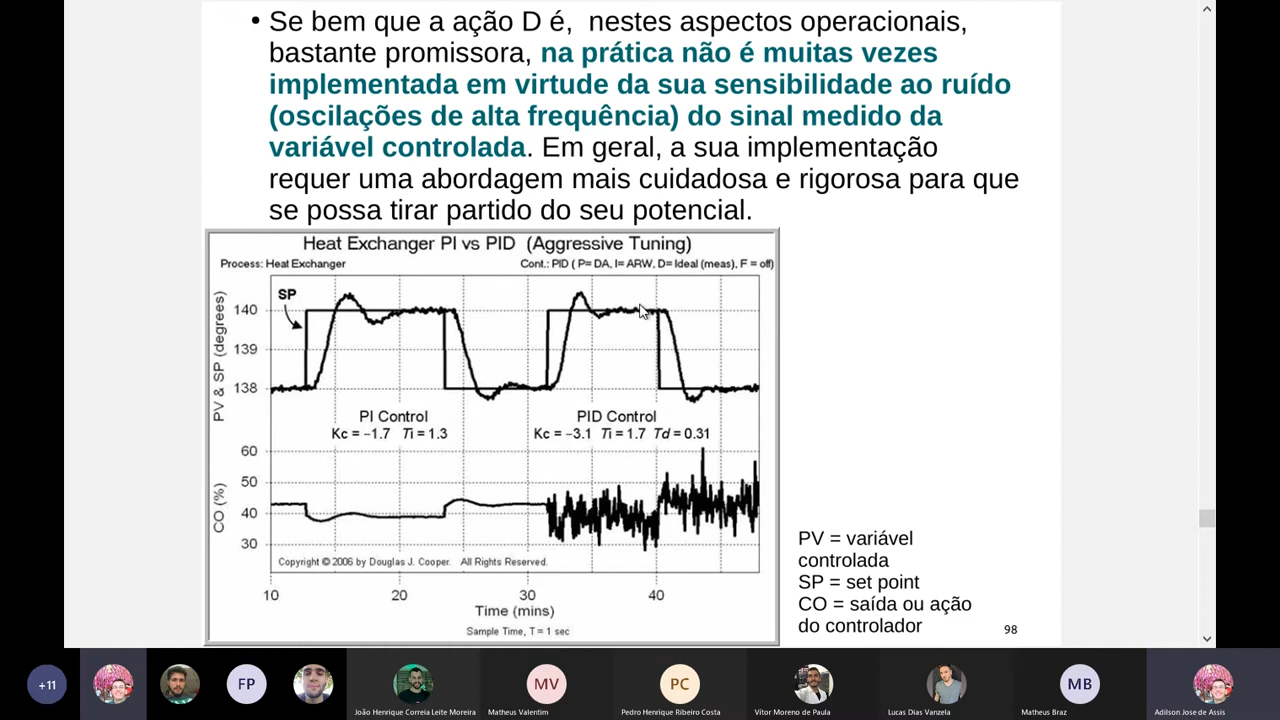 • Se bem que a ação D é,  nestes aspectos operacionais,
bastante promissora, na prática não é muitas vezes
implementada em virtude da sua sensibilidade ao ruído
(oscilações de alta frequência) do sinal medido da
variável controlada. Em geral, a sua implementação
requer uma abordagem mais cuidadosa e rigorosa para que
se possa tirar partido do seu potencial.
Heat Exchanger PI vs PID  (Aggressive Tuning)
Process: Heat Exchanger
Cont.: PID ( P= DA, I= ARW, D= Ideal (meas), F = off)
PV & SP (degrees)
SP
140
139
138
PI Control
Kc = −1.7  Ti = 1.3
PID Control
Kc = −3.1  Ti = 1.7  Td = 0.31
CO (%)
60
50
40
30
Copyright © 2006 by Douglas J. Cooper.   All Rights Reserved.
10
20
30
40
Time (mins)
Sample Time, T = 1 sec
PV = variável
controlada
SP = set point
CO = saída ou ação
do controlador
98
+11
FP
João Henrique Correia Leite Moreira
MV
Matheus Valentim
PC
Pedro Henrique Ribeiro Costa
Vítor Moreno de Paula
Lucas Dias Vanzela
MB
Matheus Braz
Adilson Jose de Assis